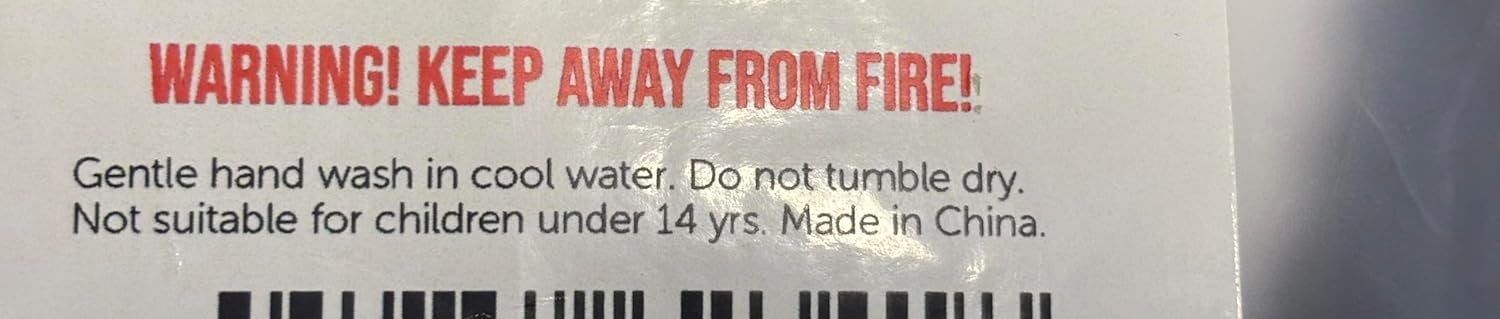 WARNING! KEEP AWAY FROM FIRE!
Gentle hand wash in cool water. Do not tumble dry.
Not suitable for children under 14 yrs. Made in China.